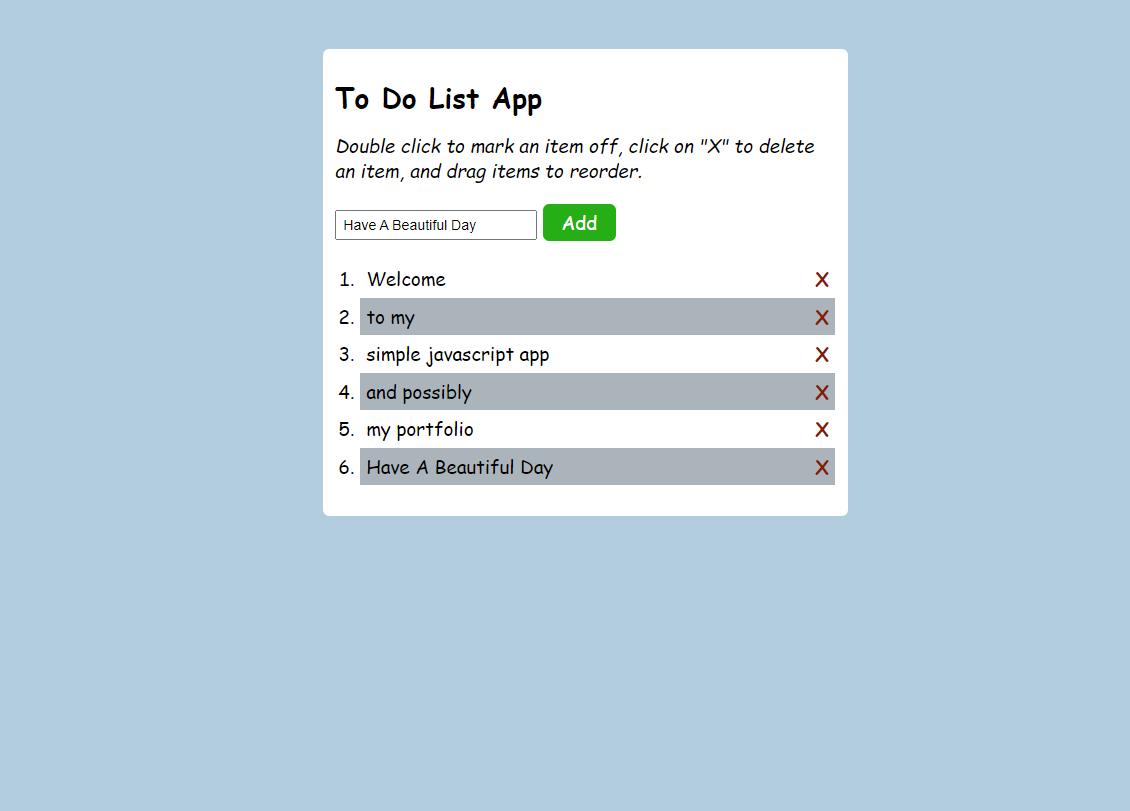 To Do List App
Double click to mark an item off, click on "X" to delete
an item, and drag items to reorder.
Have A Beautiful Day Add
1. Welcome X
2. to my X
3. simple javascript app X
4. and possibly X
5. my portfolio X
6. Have A Beautiful Day X